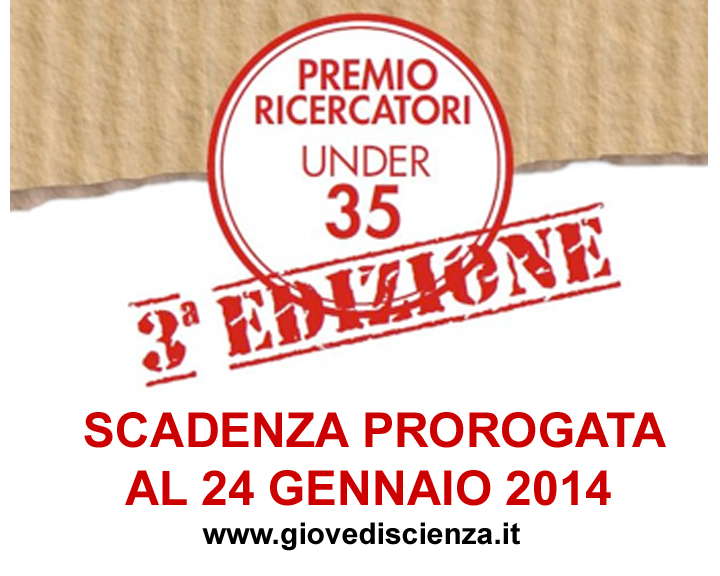 PREMIO
RICERCATORI
UNDER
35
3ª EDIZIONE
SCADENZA PROROGATA
AL 24 GENNAIO 2014
www.giovediscienza.it